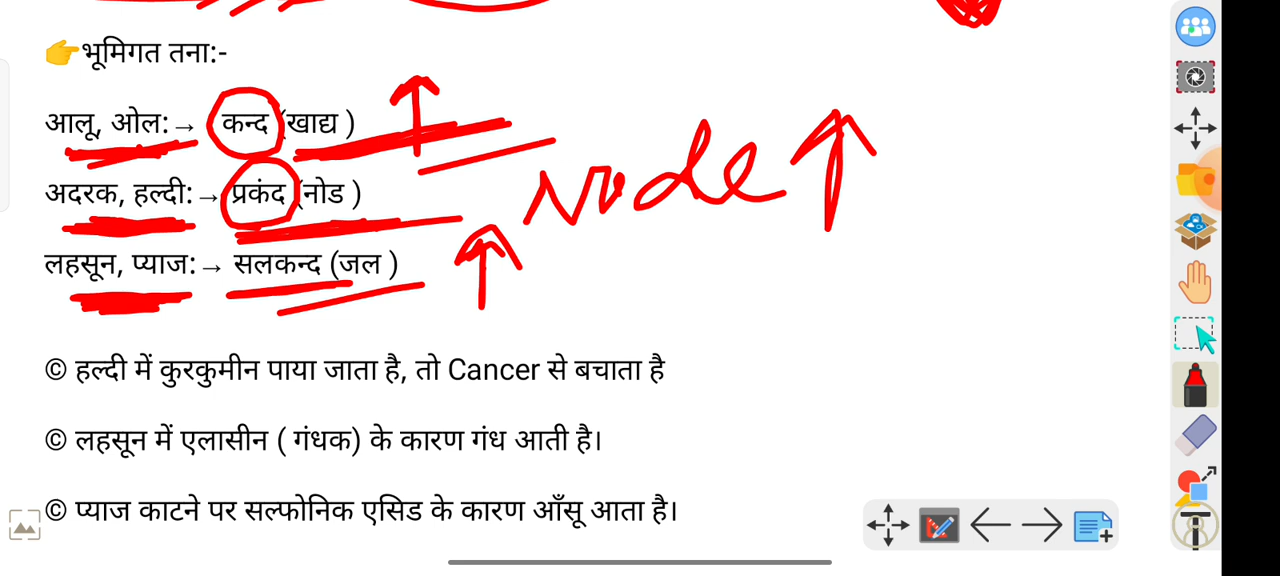 👉भूमिगत तना:-
आलू, ओल:→ कन्द (खाद्य )
अदरक, हल्दी:→ प्रकंद (नोड )
Node
लहसून, प्याज:→ सलकन्द (जल )
© हल्दी में कुरकुमीन पाया जाता है, तो Cancer से बचाता है
© लहसून में एलासीन ( गंधक) के कारण गंध आती है।
© प्याज काटने पर सल्फोनिक एसिड के कारण आँसू आता है।